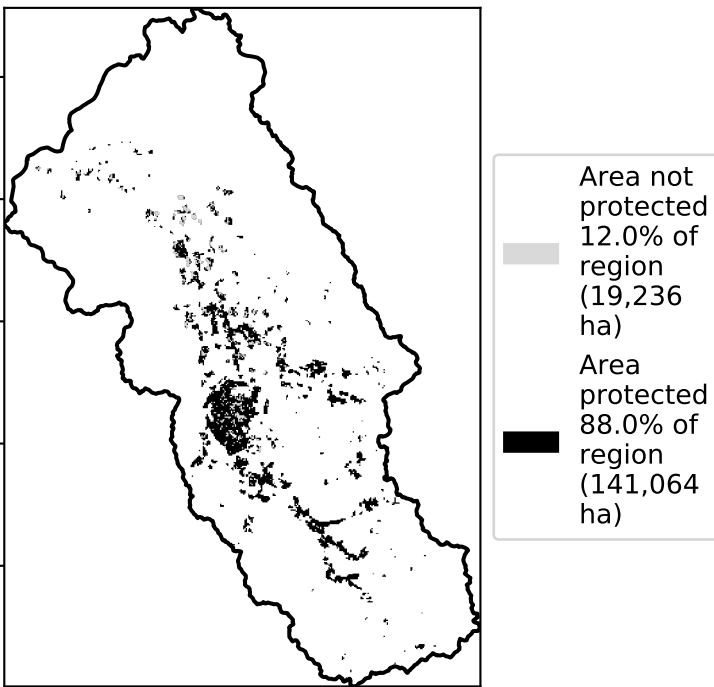 Area not
protected
12.0% of
region
(19,236
ha)
Area
protected
88.0% of
region
(141,064
ha)